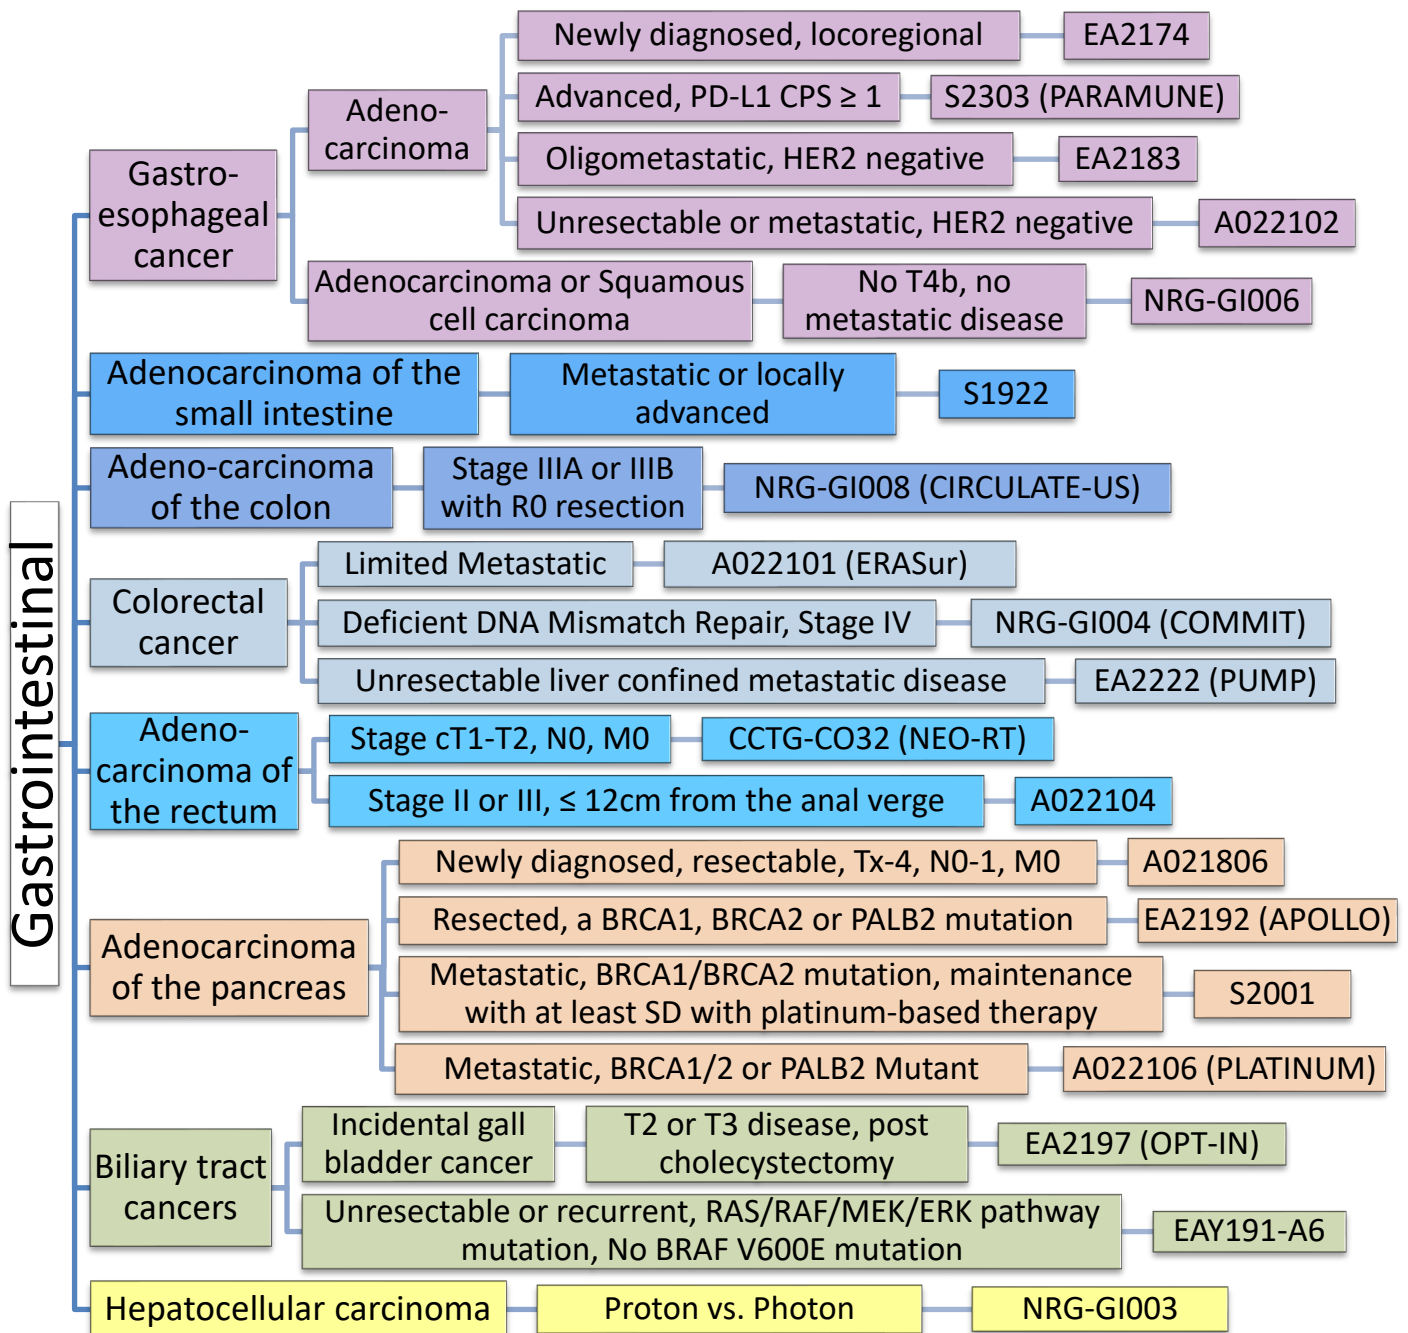 Gastrointestinal
Gastro-
esophageal
cancer
Adeno-
carcinoma
Newly diagnosed, locoregional
EA2174
Advanced, PD-L1 CPS ≥ 1
S2303 (PARAMUNE)
Oligometastatic, HER2 negative
EA2183
Unresectable or metastatic, HER2 negative
A022102
Adenocarcinoma or Squamous
cell carcinoma
No T4b, no
metastatic disease
NRG-GI006
Adenocarcinoma of the
small intestine
Metastatic or locally
advanced
S1922
Adeno-carcinoma
of the colon
Stage IIIA or IIIB
with R0 resection
NRG-GI008 (CIRCULATE-US)
Colorectal
cancer
Limited Metastatic
A022101 (ERASur)
Deficient DNA Mismatch Repair, Stage IV
NRG-GI004 (COMMIT)
Unresectable liver confined metastatic disease
EA2222 (PUMP)
Adeno-
carcinoma of
the rectum
Stage cT1-T2, N0, M0
CCTG-CO32 (NEO-RT)
Stage II or III, ≤ 12cm from the anal verge
A022104
Adenocarcinoma
of the pancreas
Newly diagnosed, resectable, Tx-4, N0-1, M0
A021806
Resected, a BRCA1, BRCA2 or PALB2 mutation
EA2192 (APOLLO)
Metastatic, BRCA1/BRCA2 mutation, maintenance
with at least SD with platinum-based therapy
S2001
Metastatic, BRCA1/2 or PALB2 Mutant
A022106 (PLATINUM)
Biliary tract
cancers
Incidental gall
bladder cancer
T2 or T3 disease, post
cholecystectomy
EA2197 (OPT-IN)
Unresectable or recurrent, RAS/RAF/MEK/ERK pathway
mutation, No BRAF V600E mutation
EAY191-A6
Hepatocellular carcinoma
Proton vs. Photon
NRG-GI003